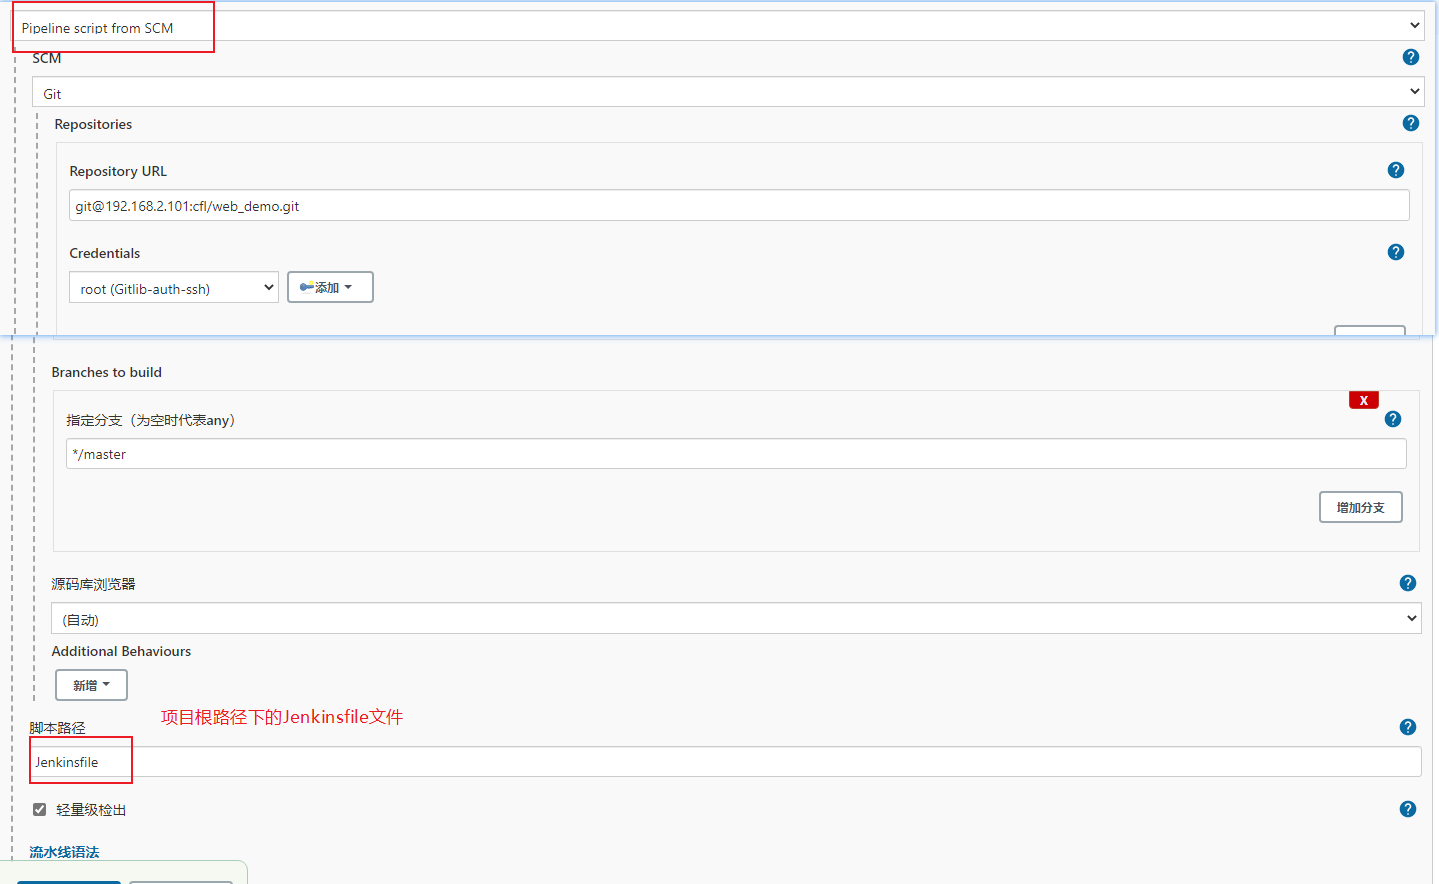 Pipeline script from SCM
SCM
Git
Repositories
Repository URL
git@192.168.2.101:cfl/web_demo.git
Credentials
root (Gitlib-auth-ssh)
添加
Branches to build
X
指定分支（为空时代表any）
*/master
增加分支
源码库浏览器
(自动)
Additional Behaviours
新增
项目根路径下的Jenkinsfile文件
脚本路径
Jenkinsfile
轻量级检出
流水线语法